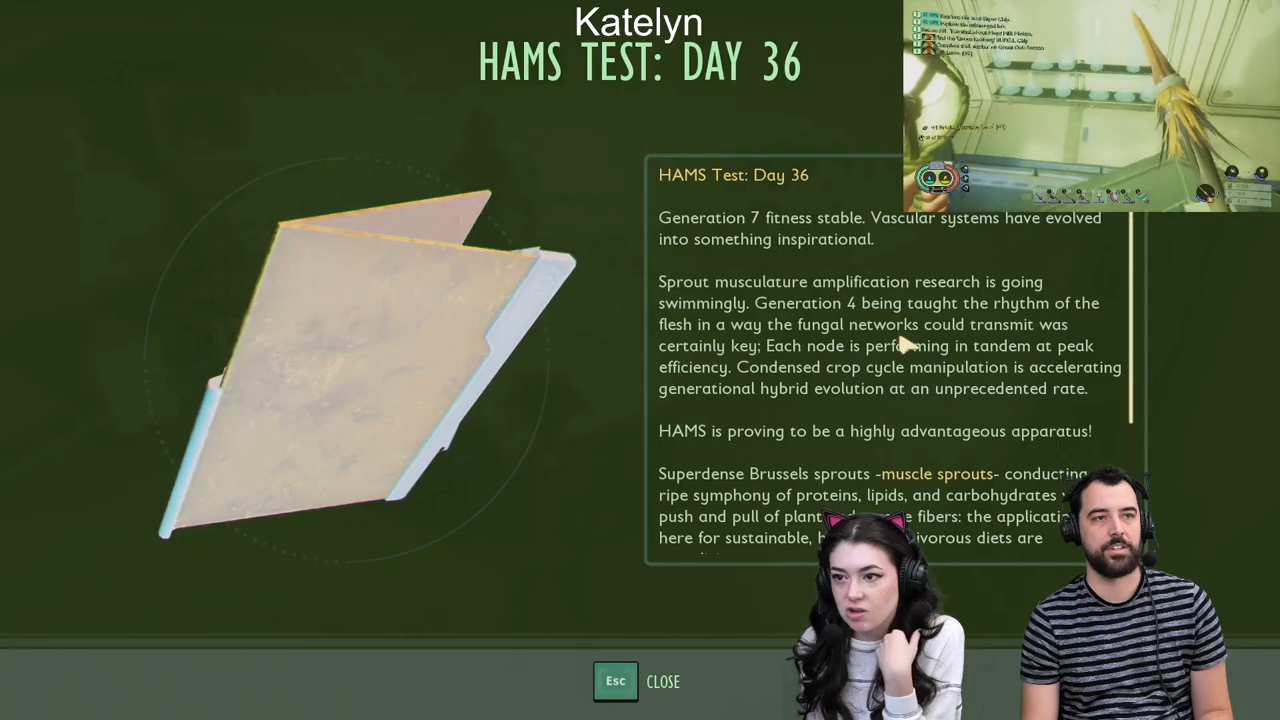 Katelyn
HAMS TEST: DAY 36
HAMS Test: Day 36
Generation 7 fitness stable. Vascular systems have evolved
into something inspirational.
Sprout musculature amplification research is going
swimmingly. Generation 4 being taught the rhythm of the
flesh in a way the fungal networks could transmit was
certainly key; Each node is performing in tandem at peak
efficiency. Condensed crop cycle manipulation is accelerating
generational hybrid evolution at an unprecedented rate.
HAMS is proving to be a highly advantageous apparatus!
Superdense Brussels sprouts -muscle sprouts- conducting
ripe symphony of proteins, lipids, and carbohydrates
push and pull of plant fibers: the
here for sustainable, diets are
Esc CLOSE